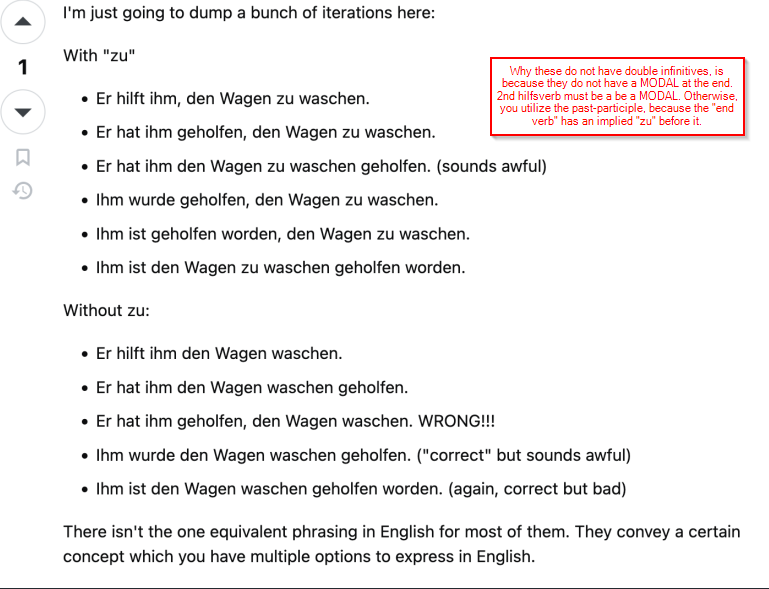 I'm just going to dump a bunch of iterations here:
1
With "zu"
Why these do not have double infinitives, is
because they do not have a MODAL at the end.
2nd hilfsverb must be a be a MODAL. Otherwise,
you utilize the past-participle, because the "end
verb" has an implied "zu" before it.
• Er hilft ihm, den Wagen zu waschen.
• Er hat ihm geholfen, den Wagen zu waschen.
• Er hat ihm den Wagen zu waschen geholfen. (sounds awful)
• Ihm wurde geholfen, den Wagen zu waschen.
• Ihm ist geholfen worden, den Wagen zu waschen.
• Ihm ist den Wagen zu waschen geholfen worden.
Without zu:
• Er hilft ihm den Wagen waschen.
• Er hat ihm den Wagen waschen geholfen.
• Er hat ihm geholfen, den Wagen waschen. WRONG!!!
• Ihm wurde den Wagen waschen geholfen. ("correct" but sounds awful)
• Ihm ist den Wagen waschen geholfen worden. (again, correct but bad)
There isn't the one equivalent phrasing in English for most of them. They convey a certain
concept which you have multiple options to express in English.